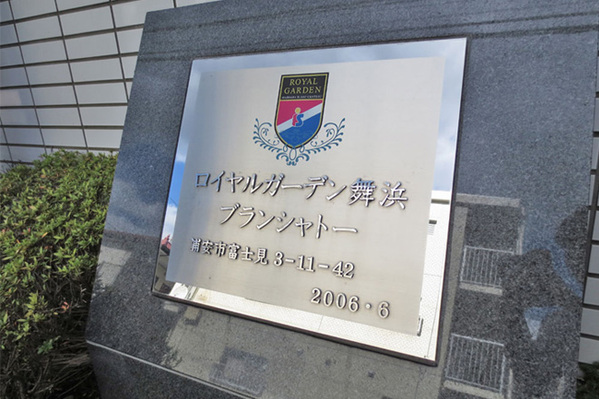 ROYAL
GARDEN
ロイヤルガーデン舞浜
ブランシャトー
浦安市富士見3-11-42
2006・6